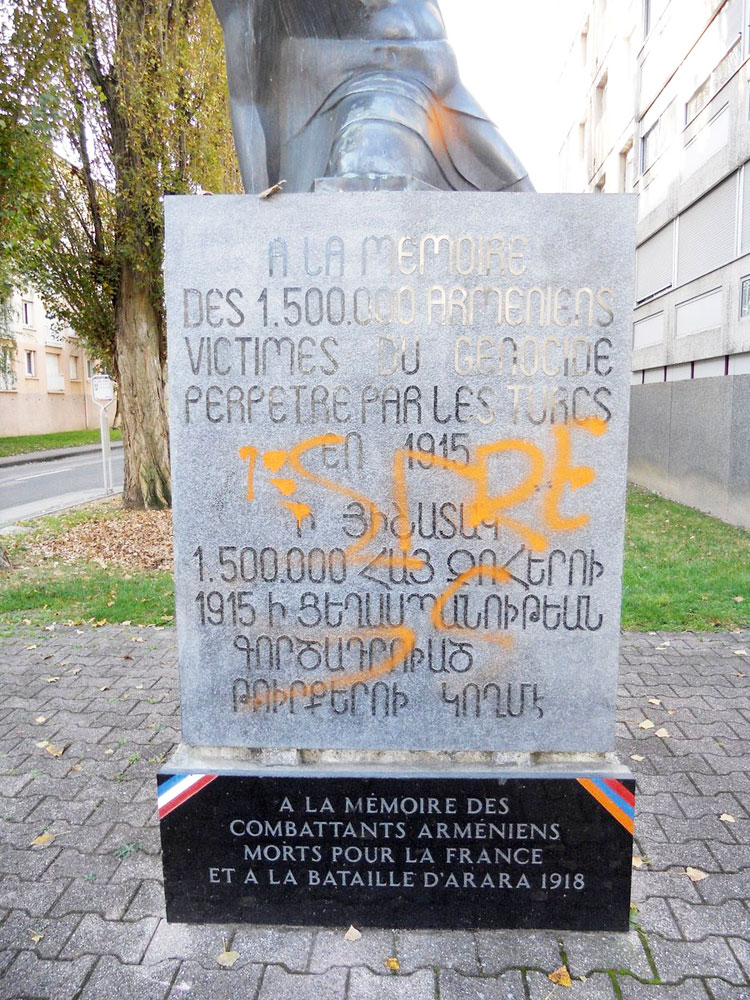 A LA MEMOIRE
DES 1.500.000 ARMENIENS
VICTIMES DU GENOCIDE
PERPETRE PAR LES TURCS
EN 1915
Ի ՅԻՇԱՏԱԿ
1.500.000 ՀԱՅ ԶՈՀԵՐՈՒ
1915 Ի ՑԵՂԱՍՊԱՆՈՒԹԵԱՆ
ԳՈՐԾԱԴՐՈՒԱԾ
ԹՈՒՐՔԵՐՈՒ ԿՈՂՄԷ
A LA MÉMOIRE DES
COMBATTANTS ARMÉNIENS
MORTS POUR LA FRANCE
ET A LA BATAILLE D'ARARA 1918